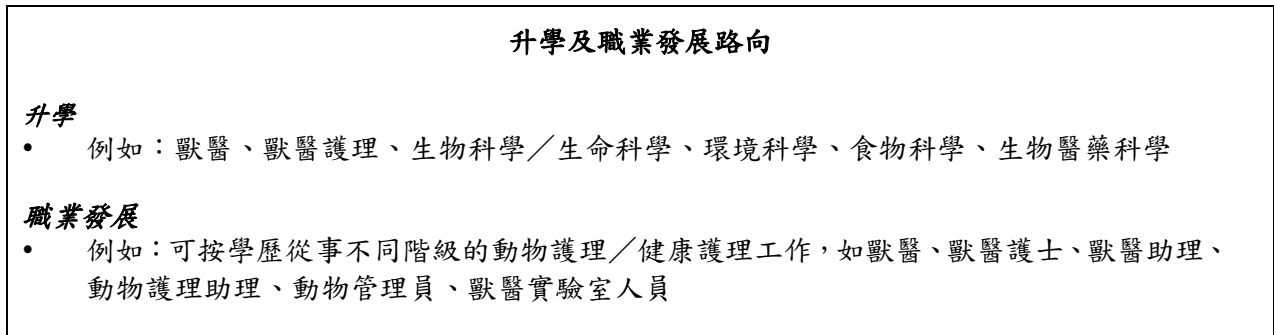 升學及職業發展路向
升學
• 例如：獸醫、獸醫護理、生物科學／生命科學、環境科學、食物科學、生物醫藥科學
職業發展
• 例如：可按學歷從事不同階級的動物護理／健康護理工作，如獸醫、獸醫護士、獸醫助理、
動物護理助理、動物管理員、獸醫實驗室人員